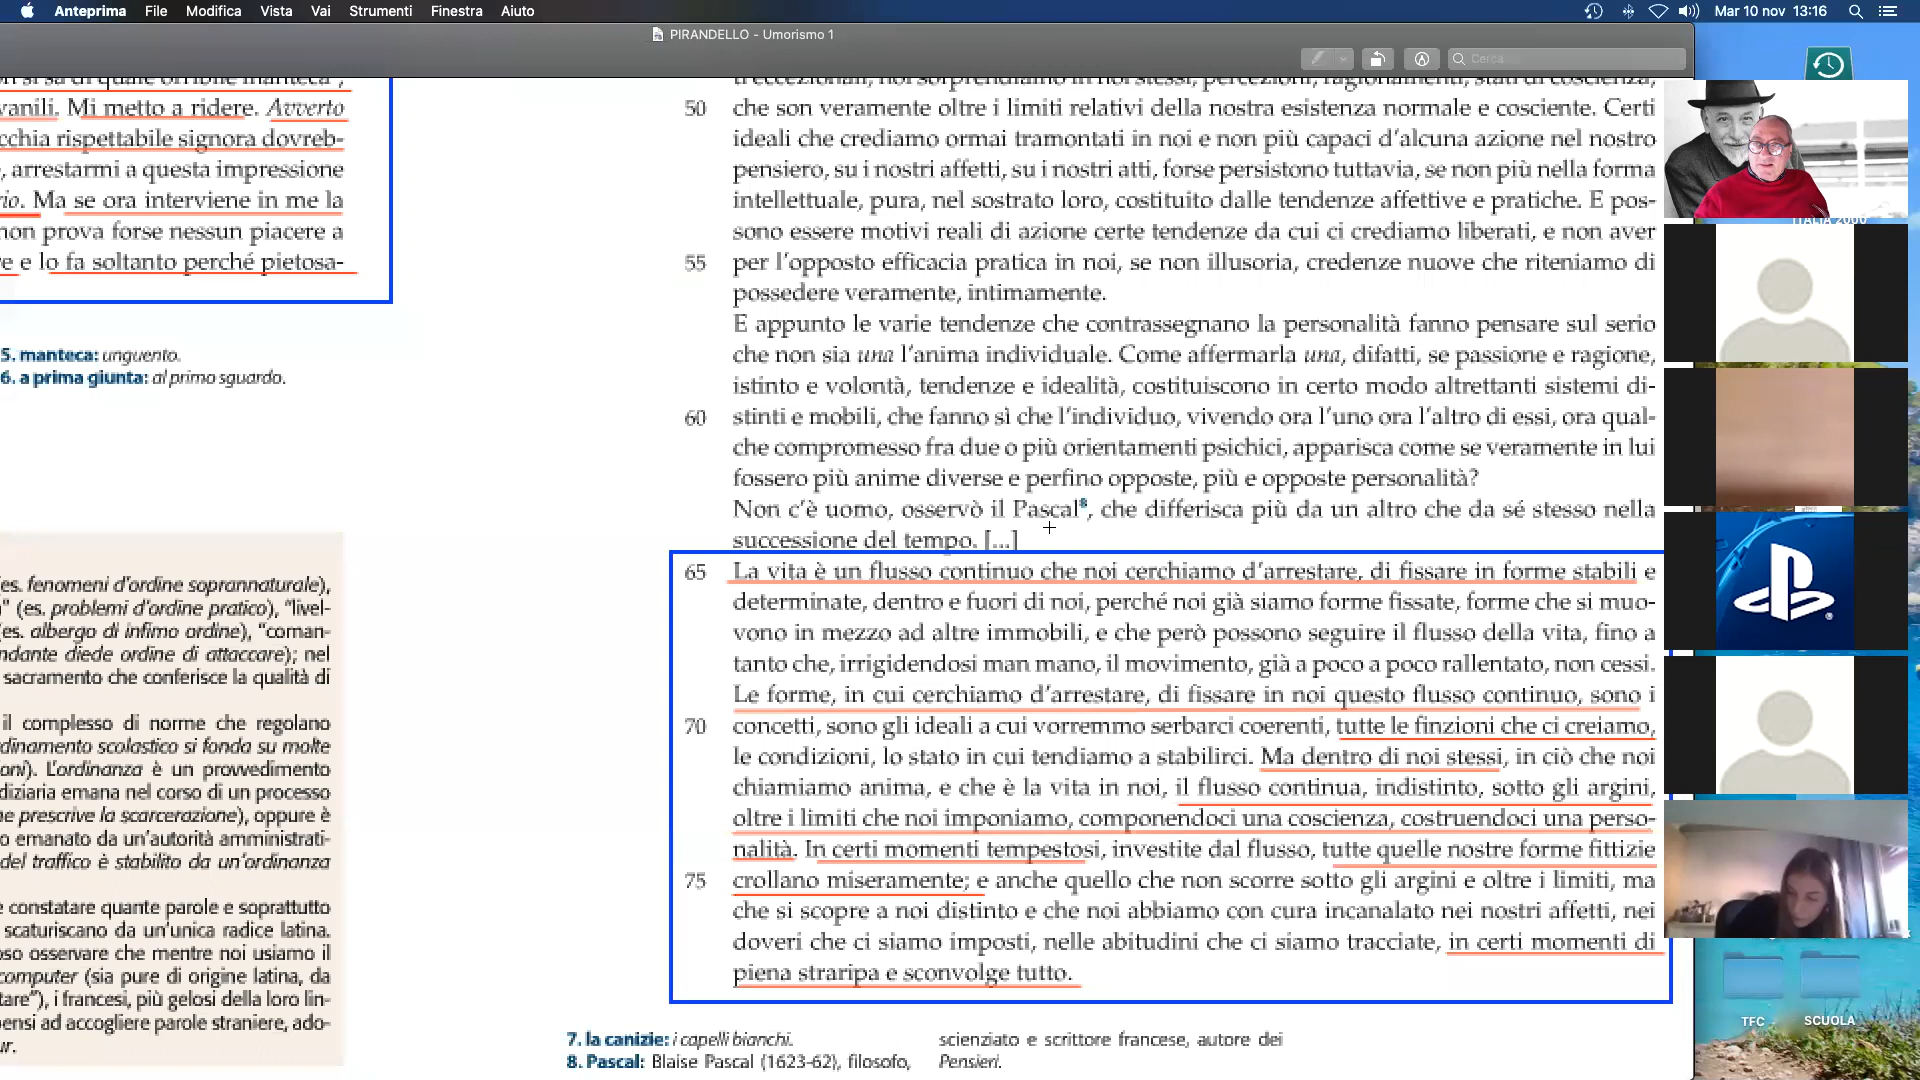 Anteprima File Modifica Vista Vai Strumenti Finestra Aiuto
Mar 10 nov 13:16
PIRANDELLO - Umorismo 1
Cerca
vanili. Mi metto a ridere. Avverto
cchia rispettabile signora dovreb-
, arrestarmi a questa impressione
rio. Ma se ora interviene in me la
non prova forse nessun piacere a
re e lo fa soltanto perché pietosa-
5. manteca: unguento.
6. a prima giunta: al primo sguardo.
(es. fenomeni d'ordine soprannaturale),
" (es. problemi d'ordine pratico), "livel-
(es. albergo di infimo ordine), "coman-
ndante diede ordine di attaccare); nel
sacramento che conferisce la qualità di
il complesso di norme che regolano
rdinamento scolastico si fonda su molte
oni). L'ordinanza è un provvedimento
diziaria emana nel corso di un processo
he prescrive la scarcerazione), oppure è
o emanato da un'autorità amministrati-
del traffico è stabilito da un'ordinanza
e constatare quante parole e soprattutto
scaturiscano da un'unica radice latina.
oso osservare che mentre noi usiamo il
computer (sia pure di origine latina, da
tare"), i francesi, più gelosi della loro lin-
pensi ad accogliere parole straniere, ado-
ur.
treccezionali, noi sorprendiamo in noi stessi, percezioni, ragionamenti, stati di coscienza,
50 che son veramente oltre i limiti relativi della nostra esistenza normale e cosciente. Certi
ideali che crediamo ormai tramontati in noi e non più capaci d'alcuna azione nel nostro
pensiero, su i nostri affetti, su i nostri atti, forse persistono tuttavia, se non più nella forma
intellettuale, pura, nel sostrato loro, costituito dalle tendenze affettive e pratiche. E pos-
sono essere motivi reali di azione certe tendenze da cui ci crediamo liberati, e non aver
55 per l'opposto efficacia pratica in noi, se non illusoria, credenze nuove che riteniamo di
possedere veramente, intimamente.
E appunto le varie tendenze che contrassegnano la personalità fanno pensare sul serio
che non sia una l'anima individuale. Come affermarla una, difatti, se passione e ragione,
istinto e volontà, tendenze e idealità, costituiscono in certo modo altrettanti sistemi di-
60 stinti e mobili, che fanno sì che l'individuo, vivendo ora l'uno ora l'altro di essi, ora qual-
che compromesso fra due o più orientamenti psichici, apparisca come se veramente in lui
fossero più anime diverse e perfino opposte, più e opposte personalità?
Non c'è uomo, osservò il Pascal8, che differisca più da un altro che da sé stesso nella
successione del tempo. [...]
65 La vita è un flusso continuo che noi cerchiamo d'arrestare, di fissare in forme stabili e
determinate, dentro e fuori di noi, perché noi già siamo forme fissate, forme che si muo-
vono in mezzo ad altre immobili, e che però possono seguire il flusso della vita, fino a
tanto che, irrigidendosi man mano, il movimento, già a poco a poco rallentato, non cessi.
Le forme, in cui cerchiamo d'arrestare, di fissare in noi questo flusso continuo, sono i
70 concetti, sono gli ideali a cui vorremmo serbarci coerenti, tutte le finzioni che ci creiamo,
le condizioni, lo stato in cui tendiamo a stabilirci. Ma dentro di noi stessi, in ciò che noi
chiamiamo anima, e che è la vita in noi, il flusso continua, indistinto, sotto gli argini,
oltre i limiti che noi imponiamo, componendoci una coscienza, costruendoci una perso-
nalità. In certi momenti tempestosi, investite dal flusso, tutte quelle nostre forme fittizie
75 crollano miseramente; e anche quello che non scorre sotto gli argini e oltre i limiti, ma
che si scopre a noi distinto e che noi abbiamo con cura incanalato nei nostri affetti, nei
doveri che ci siamo imposti, nelle abitudini che ci siamo tracciate, in certi momenti di
piena straripa e sconvolge tutto.
7. la canizie: i capelli bianchi.
8. Pascal: Blaise Pascal (1623-62), filosofo,
scienziato e scrittore francese, autore dei
Pensieri.
TFC SCUOLA